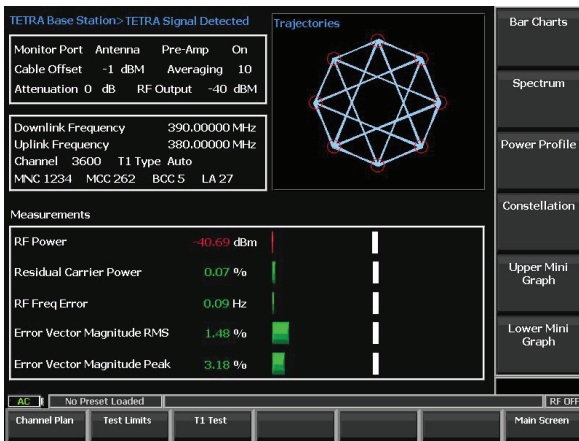 TETRA Base Station>TETRA Signal Detected
Trajectories
Monitor Port Antenna Pre-Amp On
Cable Offset -1 dBM Averaging 10
Attenuation 0 dB RF Output -40 dBM
Downlink Frequency 390.00000 MHz
Uplink Frequency 380.00000 MHz
Channel 3600 T1 Type Auto
MNC 1234 MCC 262 BCC 5 LA 27
Measurements
RF Power -40.69 dBm
Residual Carrier Power 0.07 %
RF Freq Error 0.09 Hz
Error Vector Magnitude RMS 1.48 %
Error Vector Magnitude Peak 3.18 %
Bar Charts
Spectrum
Power Profile
Constellation
Upper Mini
Graph
Lower Mini
Graph
AC No Preset Loaded RF OFF
Channel Plan Test Limits T1 Test Main Screen